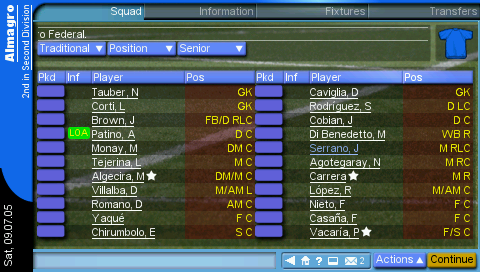 Squad Information Fixtures Transfers
Almagro
2nd in Second Division
Sat, 09.07.05
ro Federal.
Traditional Position Senior
Pkd Inf Player Pos Pkd Inf Player Pos
Tauber, N GK Caviglia, D GK
Corti, L GK Rodríguez, S D LC
Brown, J FB/D RLC Cobian, J D C
LOA Patino, A D C Di Benedetto, M WB R
Monay, M DM C Serrano, J M RLC
Tejerina, L M C Agotegaray, N M RC
Algecira, M DM/M C Carrera M R
Villalba, D M/AM L López, R M/AM C
Romano, D AM C Nieto, F F C
Yaqué F C Casaña, F F C
Chirumbolo, E S C Vacaría, P F/S C
2 Actions Continue